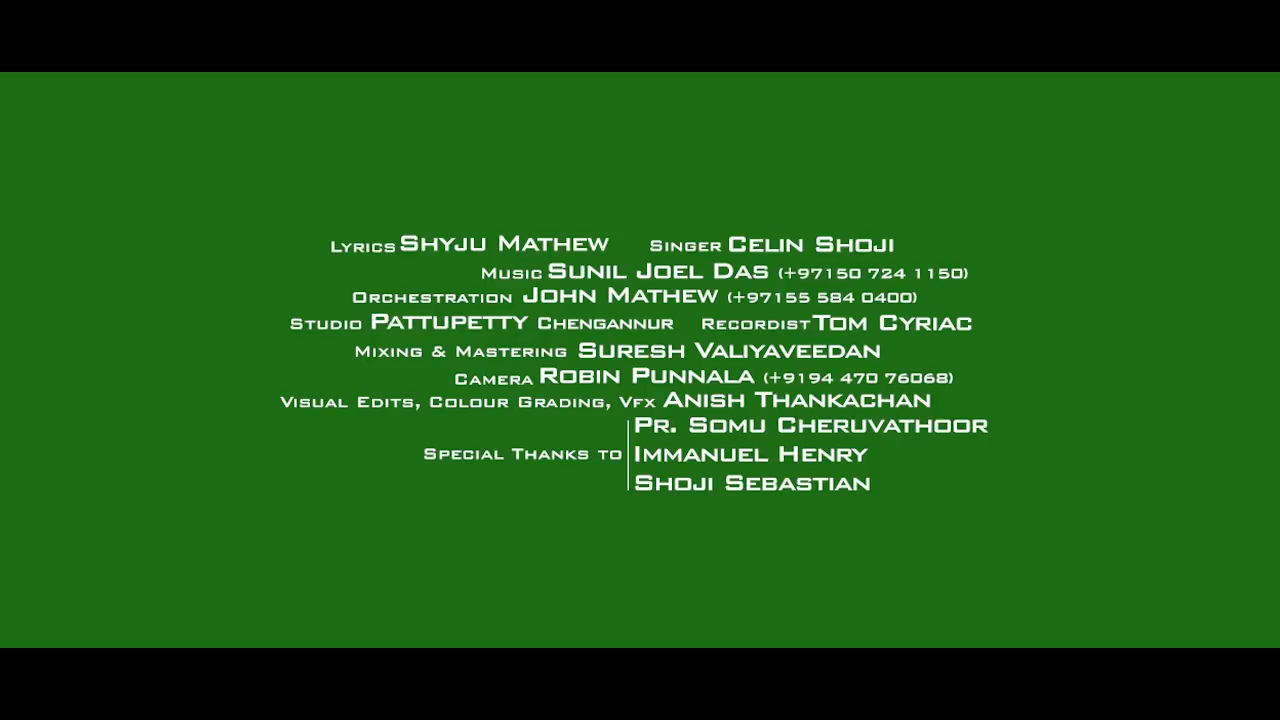 Lyrics Shyju Mathew Singer Celin Shoji
Music Sunil Joel Das (+97150 724 1150)
Orchestration John Mathew (+97155 584 0400)
Studio Pattupetty Chengannur Recordist Tom Cyriac
Mixing & Mastering Suresh Valiyaveedan
Camera Robin Punnala (+9194 470 76068)
Visual Edits, Colour Grading, Vfx Anish Thankachan
Special Thanks to Pr. Somu Cheruvathoor
Immanuel Henry
Shoji Sebastian